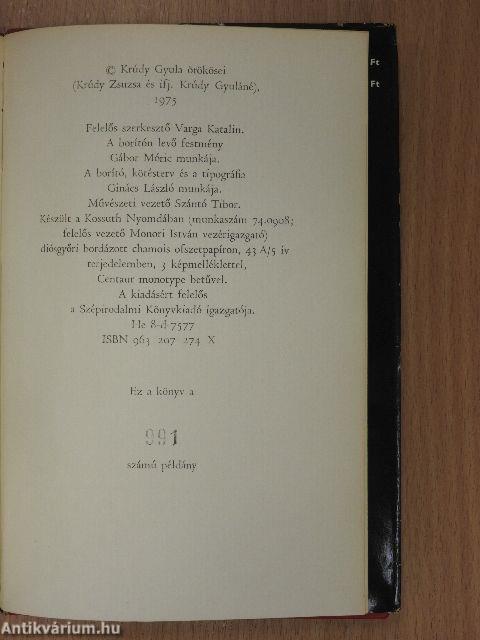 © Krúdy Gyula örökösei
(Krúdy Zsuzsa és ifj. Krúdy Gyuláné),
1975
Felelős szerkesztő Varga Katalin.
A borítón levő festmény
Gábor Móric munkája.
A borító, kötésterv és a tipográfia
Gínács László munkája.
Művészeti vezető Szántó Tibor.
Készült a Kossuth Nyomdában (munkaszám 74.0908;
felelős vezető Monori István vezérigazgató)
diósgyőri bordázott chamois ofszetpapíron, 43 A/5 ív
terjedelemben, 3 képmelléklettel,
Centaur monotype betűvel.
A kiadásért felelős
a Szépirodalmi Könyvkiadó igazgatója.
He 8-d-7577
ISBN 963 207 274 X
Ez a könyv a
991
számú példány
Ft
Ft
Antikvárium.hu